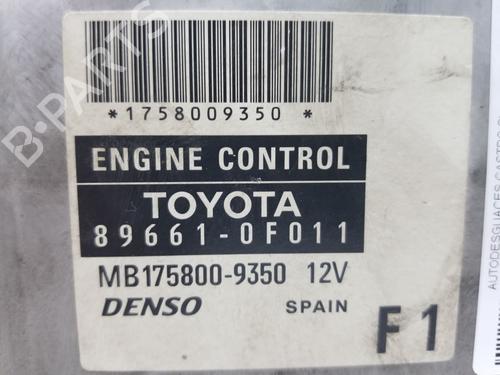 *1758009350*
ENGINE CONTROL
TOYOTA
89661-0F011
MB175800-9350 12V
DENSO SPAIN
F1
B-PARTS